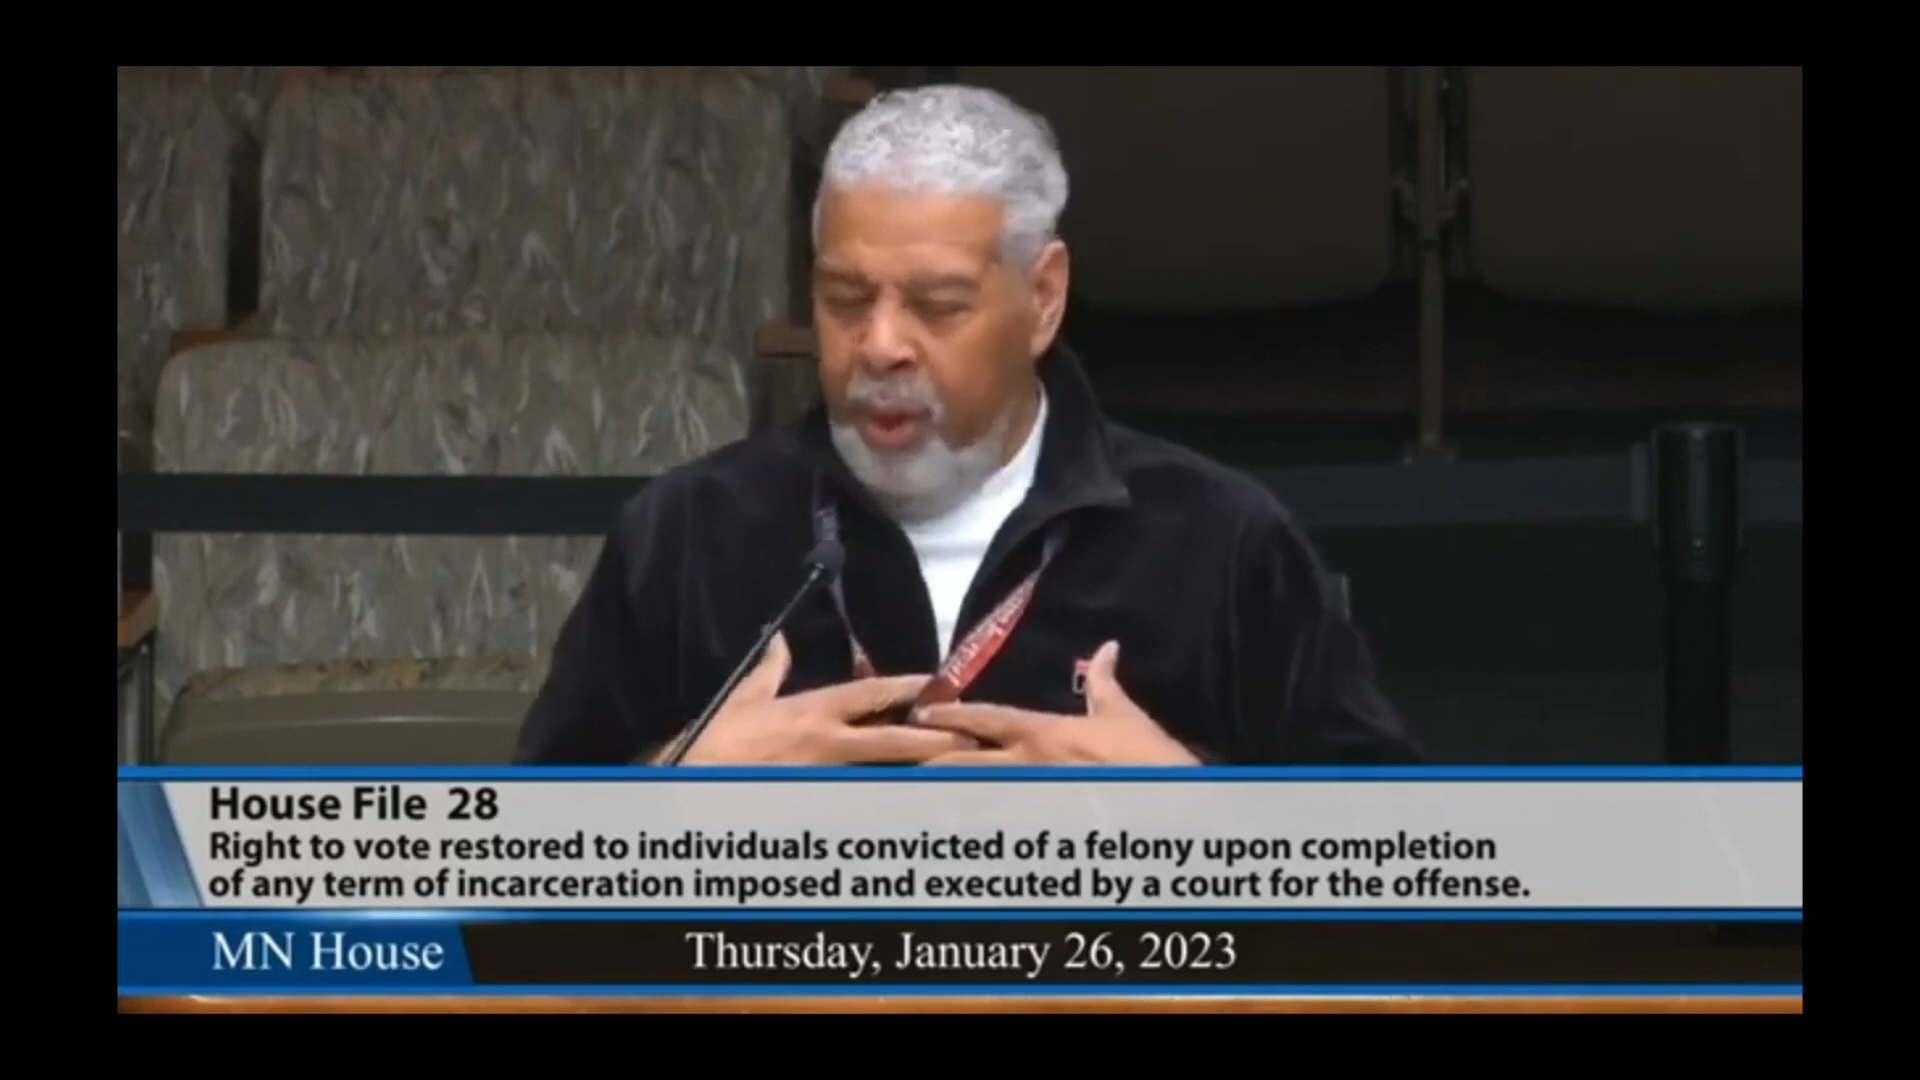 House File 28
Right to vote restored to individuals convicted of a felony upon completion
of any term of incarceration imposed and executed by a court for the offense.
MN House
Thursday, January 26, 2023